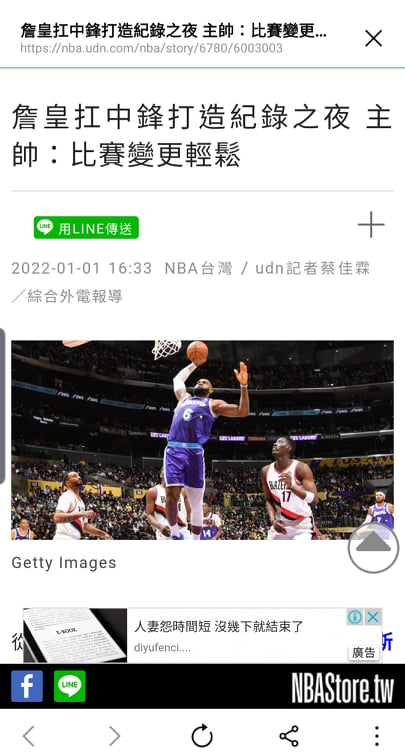 詹皇扛中鋒打造紀錄之夜 主帥：比賽變更...
https://nba.udn.com/nba/story/6780/6003003
詹皇扛中鋒打造紀錄之夜 主
帥：比賽變更輕鬆
LINE 用LINE傳送
2022-01-01 16:33 NBA台灣 / udn記者蔡佳霖
／綜合外電報導
6
17
14
Getty Images
從
E-BOOK
人妻怨時間短 沒幾下就結束了
diyufenci....
廣告
新
f
LINE
NBAStore.tw